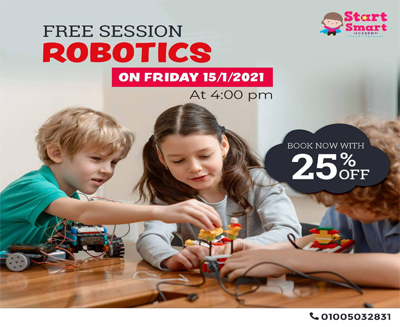 FREE SESSION
ROBOTICS
ON FRIDAY 15/1/2021
At 4:00 pm
Start
Smart
ACADEMY
BOOK NOW WITH
25% OFF
01005032831